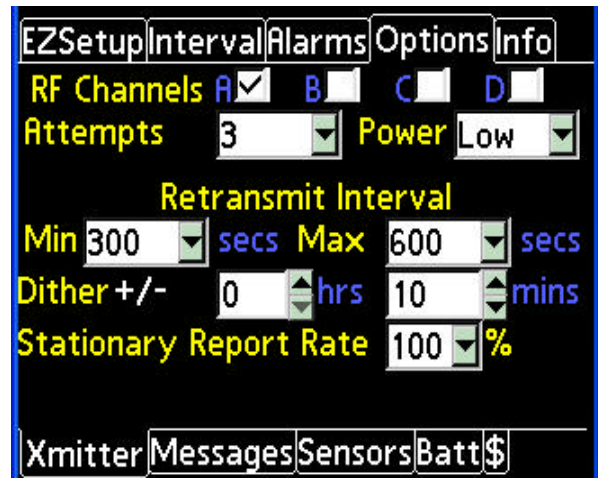 EZSetup Interval Alarms Options Info
RF Channels A B C D
Attempts 3 Power Low
Retransmit Interval
Min 300 secs Max 600 secs
Dither +/- 0 hrs 10 mins
Stationary Report Rate 100 %
Xmitter Messages Sensors Batt $